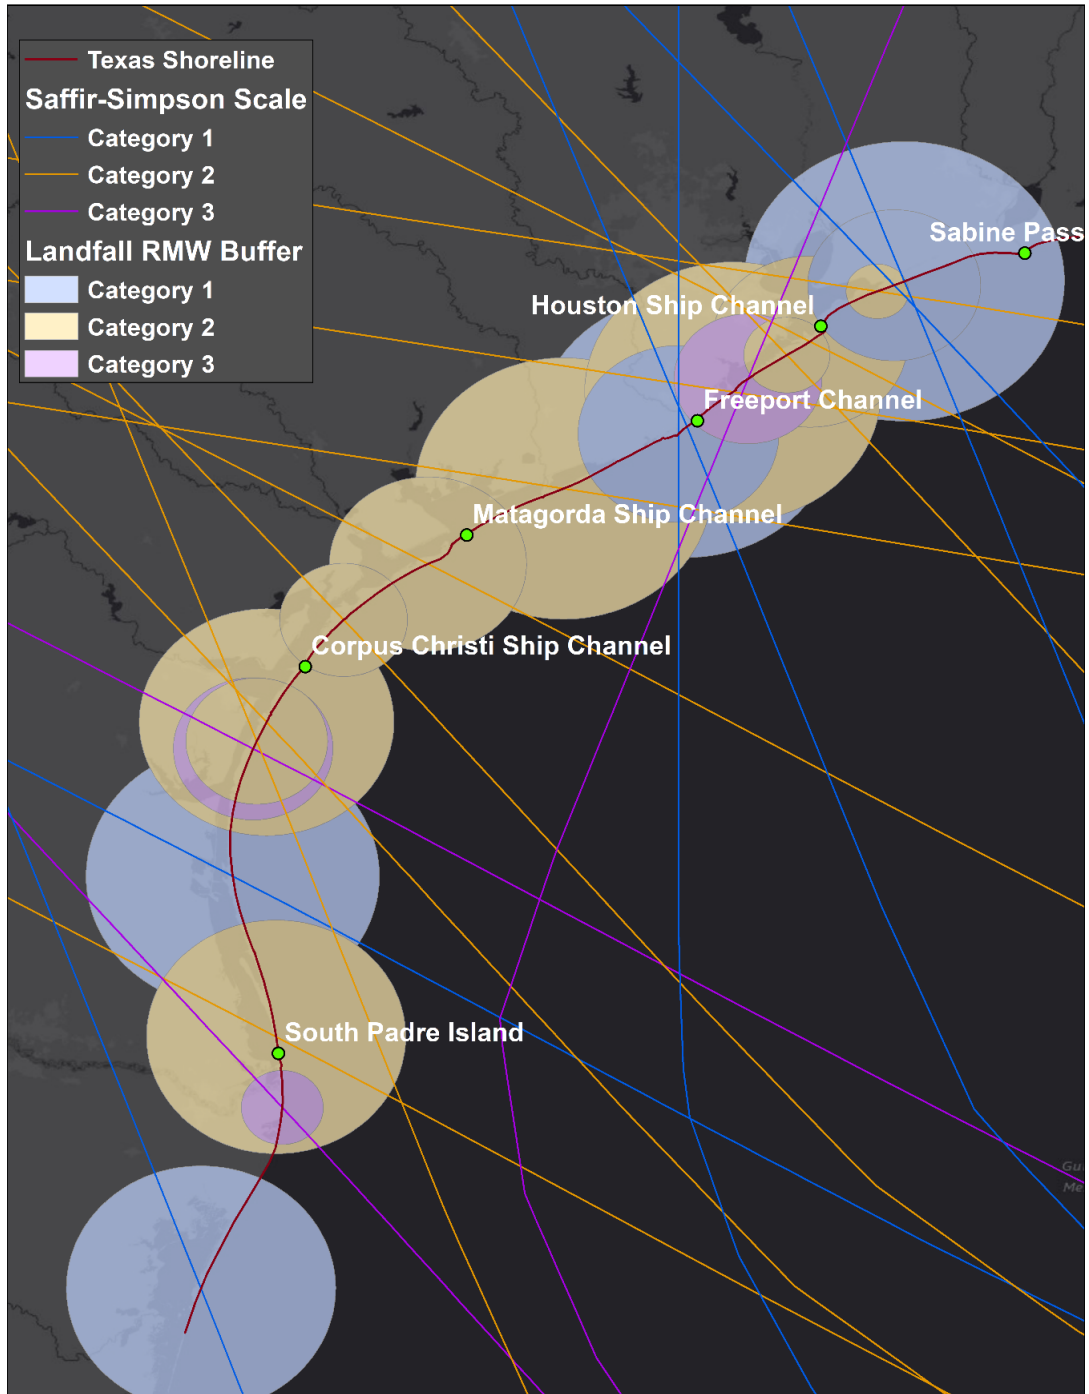 Texas Shoreline
Saffir-Simpson Scale
Category 1
Category 2
Category 3
Landfall RMW Buffer
Category 1
Category 2
Category 3
Sabine Pass
Houston Ship Channel
Freeport Channel
Matagorda Ship Channel
Corpus Christi Ship Channel
South Padre Island